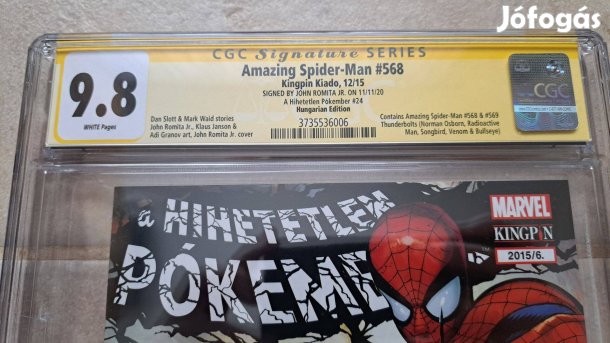 Jófogás
CGC Signature SERIES
9.8
WHITE Pages
Amazing Spider-Man #568
Kingpin Kiado, 12/15
SIGNED BY JOHN ROMITA JR. ON 11/11/20
A Hihetetlen Pókember #24
Hungarian Edition
3735536006
Dan Slott & Mark Waid stories
John Romita Jr., Klaus Janson &
Adi Granov art, John Romita Jr. cover
Contains Amazing Spider-Man #568 & #569
Thunderbolts (Norman Osborn, Radioactive
Man, Songbird, Venom & Bullseye)
CGC
a HIHETETLEN
PÓKEMBE
MARVEL
KINGPIN
2015/6.